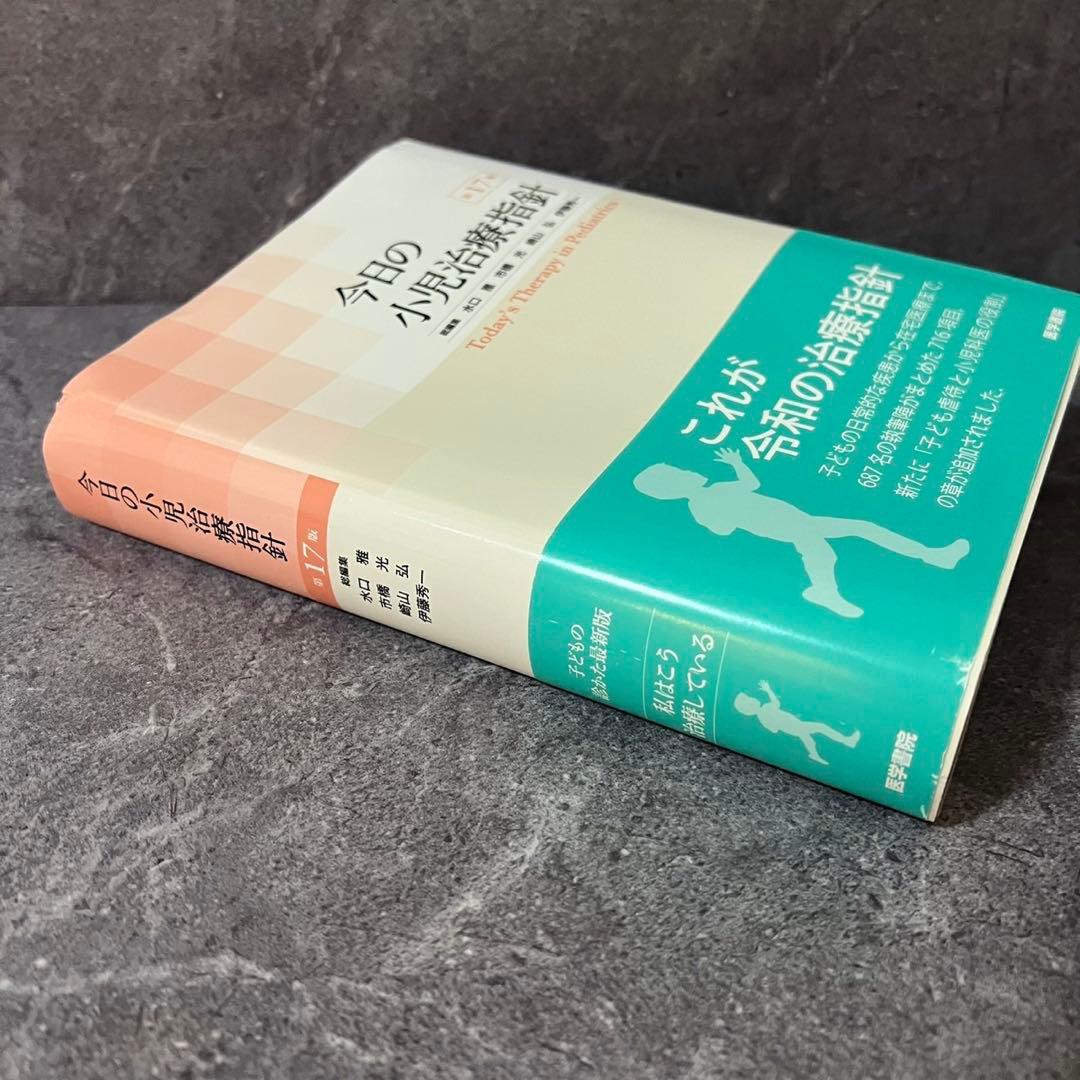 第17版
今日の
小児治療指針
総編集 水口 雅 市橋 光 崎山 弘 伊藤秀一
Today's Therapy in Pediatrics
これが
令和の治療指針
子どもの日常的な疾患から在宅医療まで、
687名の執筆陣がまとめた716項目。
新たに「子ども虐待と小児科医の役割」
の章が追加されました。
医学書院
今日の小児治療指針
第17版
総編集
水口 雅
市橋 光
崎山 弘
伊藤秀一
子どもの
診かた最新版
私はこう
治療している
医学書院